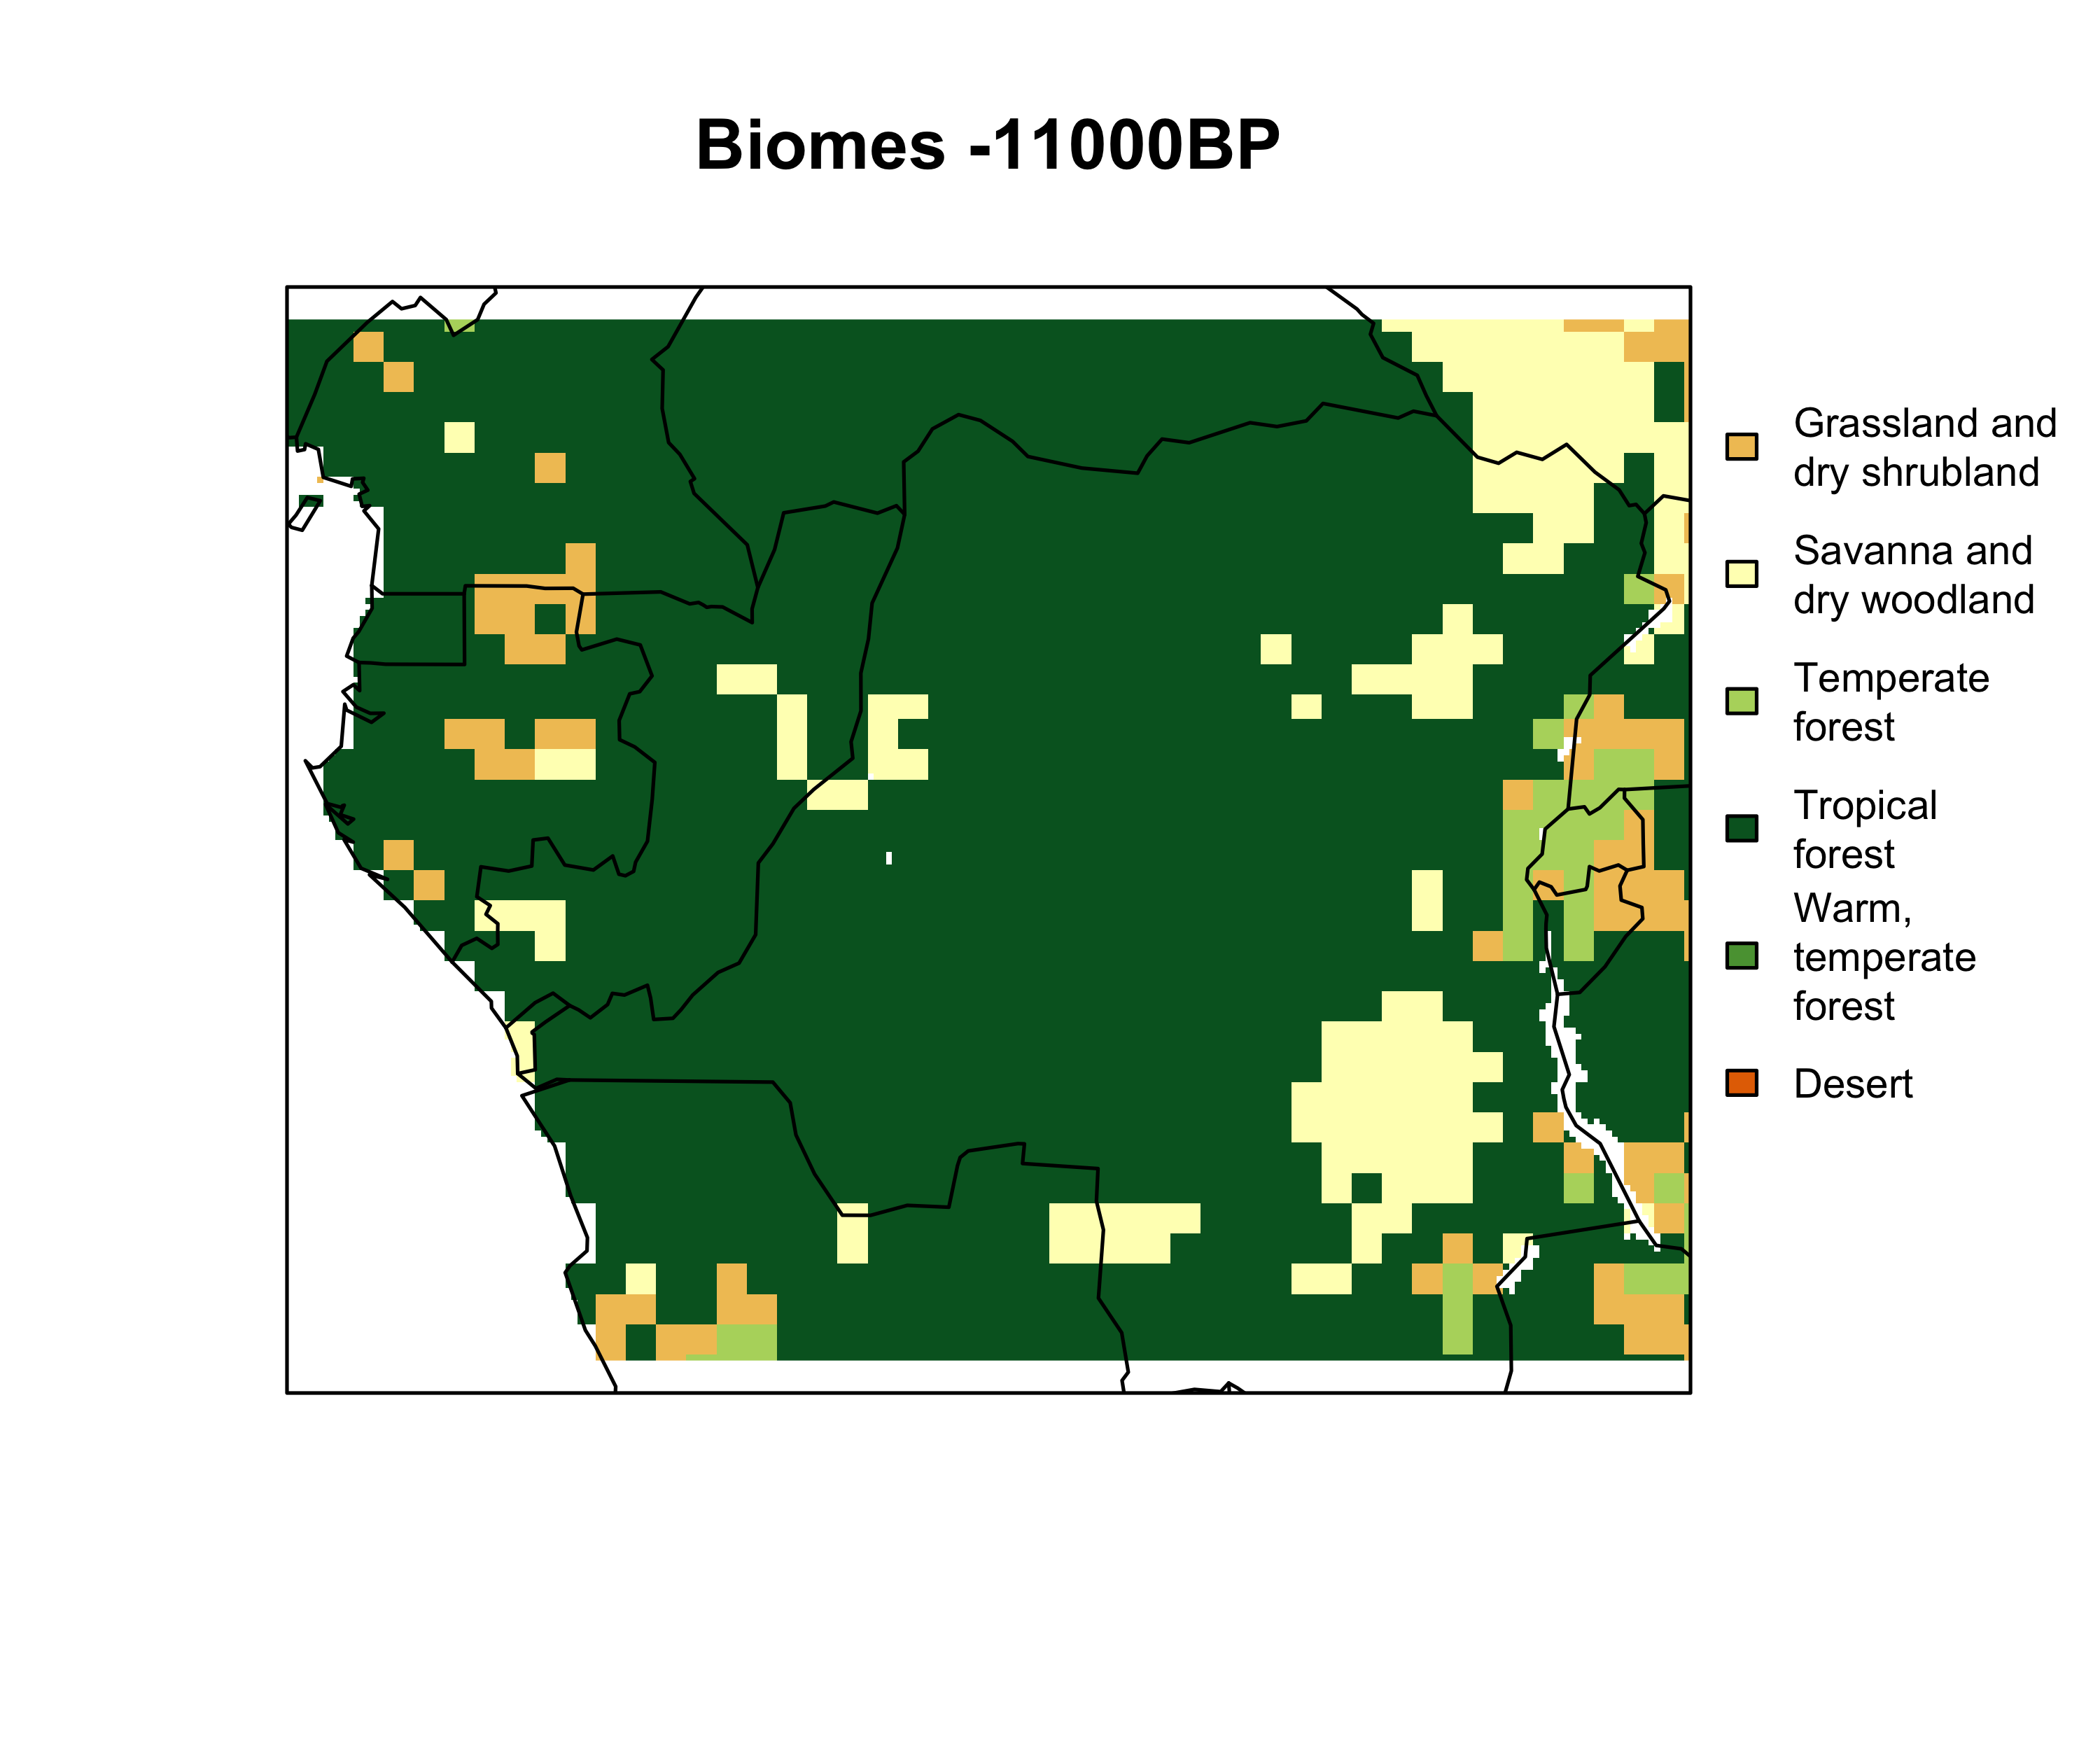 Biomes -11000BP
Grassland and
dry shrubland
Savanna and
dry woodland
Temperate
forest
Tropical
forest
Warm,
temperate
forest
Desert